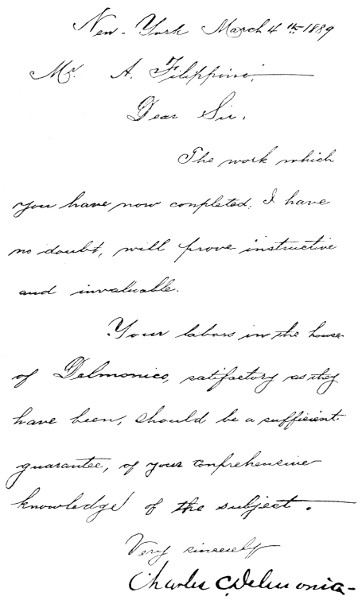 New-York March 4th 1889
Mr. A. Filippini.
Dear Sir.
The work which
you have now completed, I have
no doubt, will prove instructive
and invaluable.
Your labors in the house
of Delmonico, satisfactory as they
have been, should be a sufficient
guarantee, of your comprehensive
knowledge of the subject.
Very sincerely
Charles C. Delmonico